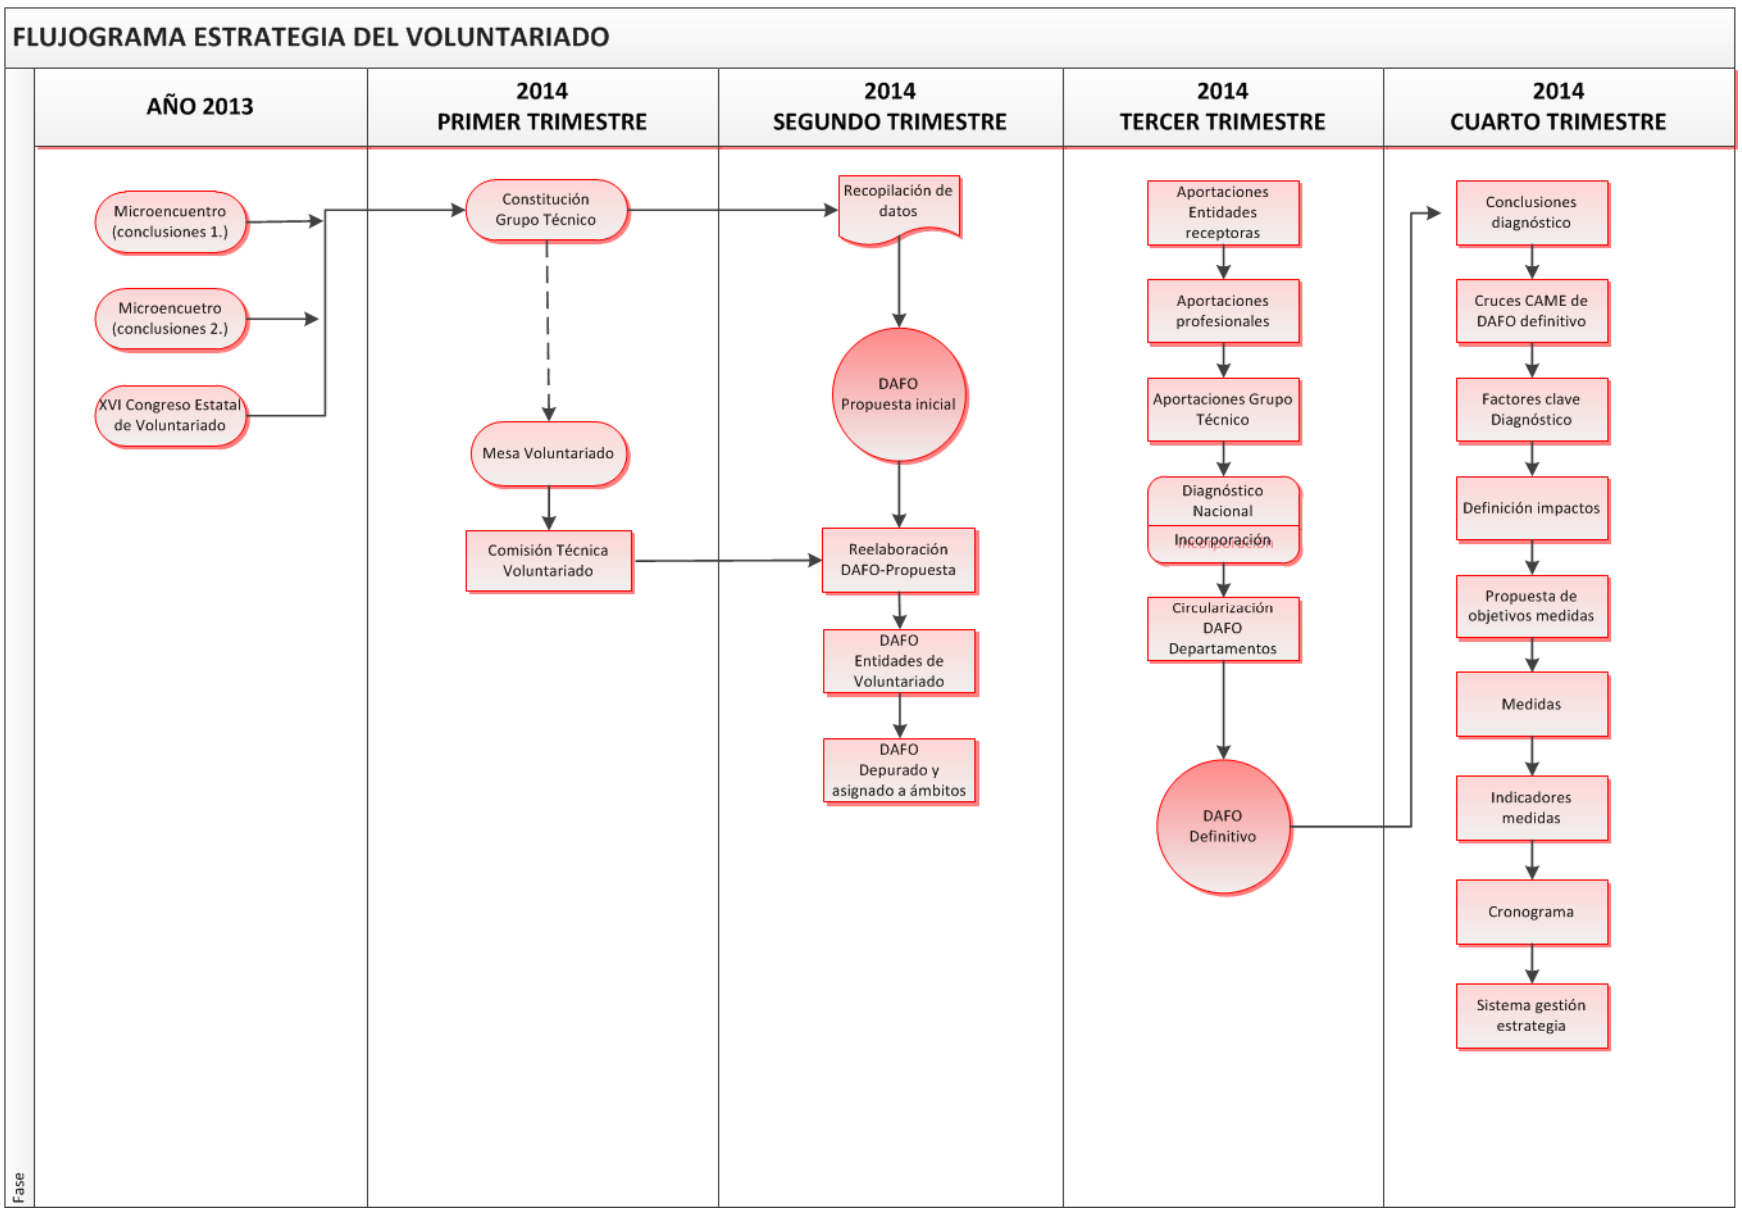 FLUJOGRAMA ESTRATEGIA DEL VOLUNTARIADO
AÑO 2013
2014
PRIMER TRIMESTRE
2014
SEGUNDO TRIMESTRE
2014
TERCER TRIMESTRE
2014
CUARTO TRIMESTRE
Microencuentro
(conclusiones 1.)
Microencuetro
(conclusiones 2.)
XVI Congreso Estatal
de Voluntariado
Constitución
Grupo Técnico
Mesa Voluntariado
Comisión Técnica
Voluntariado
Recopilación de
datos
DAFO
Propuesta inicial
Reelaboración
DAFO-Propuesta
DAFO
Entidades de
Voluntariado
DAFO
Depurado y
asignado a ámbitos
Aportaciones
Entidades
receptoras
Aportaciones
profesionales
Aportaciones Grupo
Técnico
Diagnóstico
Nacional
Incorporación
Incorporación
Circularización
DAFO
Departamentos
DAFO
Definitivo
Conclusiones
diagnóstico
Cruces CAME de
DAFO definitivo
Factores clave
Diagnóstico
Definición impactos
Propuesta de
objetivos medidas
Medidas
Indicadores
medidas
Cronograma
Sistema gestión
estrategia
Fase